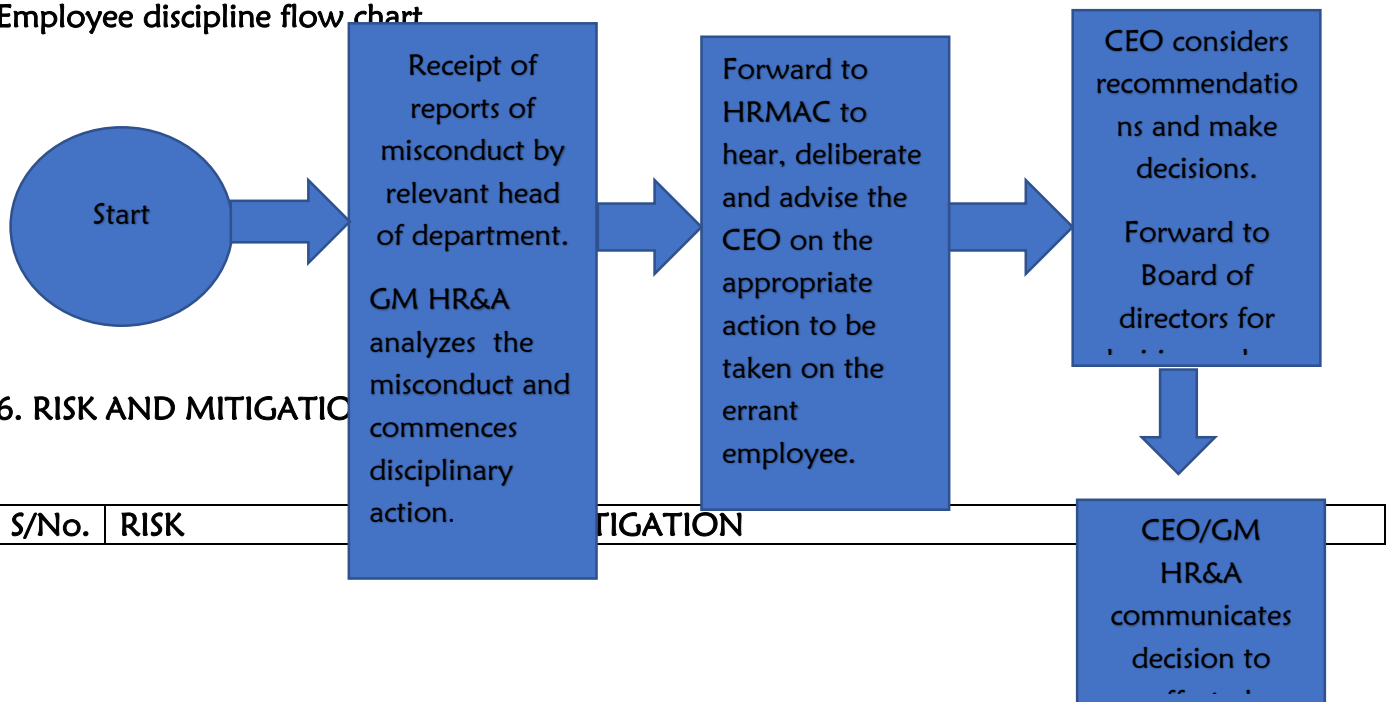 Employee discipline flow chart
Start
Receipt of
reports of
misconduct by
relevant head
of department.
GM HR&A
analyzes the
misconduct and
commences
disciplinary
action.
Forward to
HRMAC to
hear, deliberate
and advise the
CEO on the
appropriate
action to be
taken on the
errant
employee.
CEO considers
recommendatio
ns and make
decisions.
Forward to
Board of
directors for
CEO/GM
HR&A
communicates
decision to
6. RISK AND MITIGATIO
S/No. RISK TIGATION